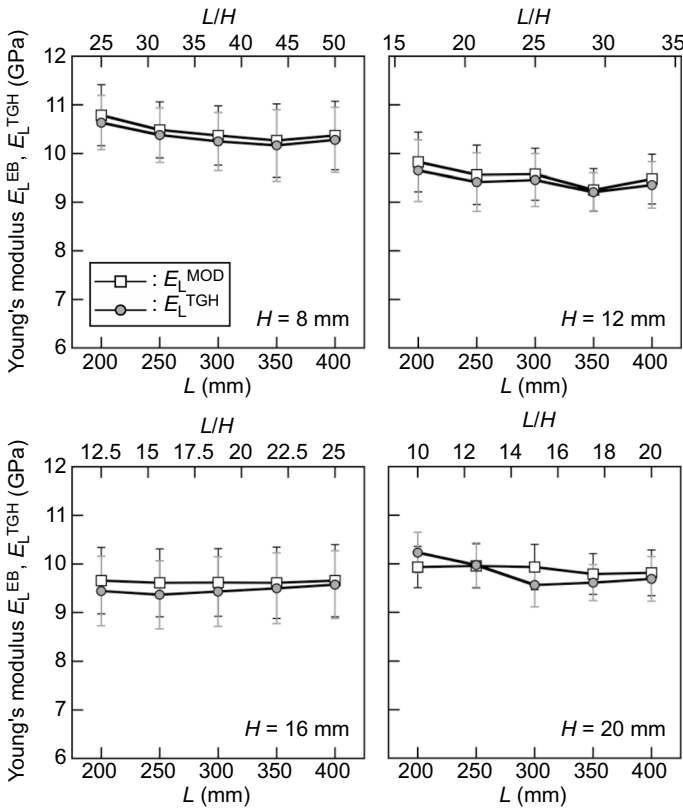 L/H
25 30 35 40 45 50
Young's modulus E_L^EB, E_L^TGH (GPa)
12
11
10
9
8
7
6
: E_L^MOD
: E_L^TGH
H = 8 mm
200 250 300 350 400
L (mm)
L/H
15 20 25 30 35
H = 12 mm
200 250 300 350 400
L (mm)
L/H
12.5 15 17.5 20 22.5 25
Young's modulus E_L^EB, E_L^TGH (GPa)
12
11
10
9
8
7
6
H = 16 mm
200 250 300 350 400
L (mm)
L/H
10 12 14 16 18 20
H = 20 mm
200 250 300 350 400
L (mm)